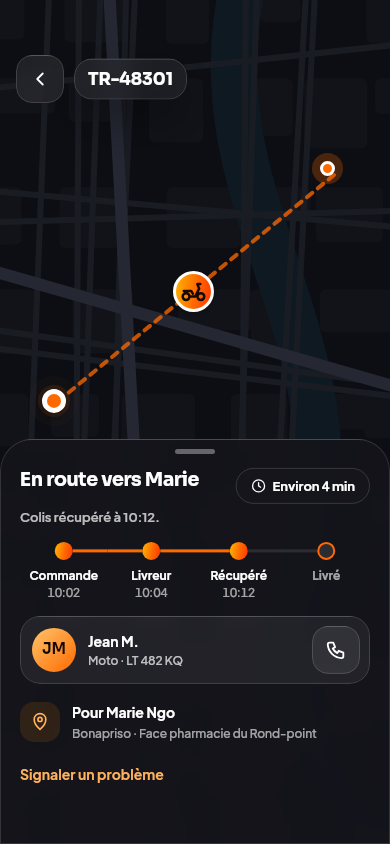 TR-48301
En route vers Marie
Environ 4 min
Colis récupéré à 10:12.
Commande
Livreur
Récupéré
Livré
10:02
10:04
10:12
JM
Jean M.
Moto · LT 482 KQ
Pour Marie Ngo
Bonapriso · Face pharmacie du Rond-point
Signaler un problème